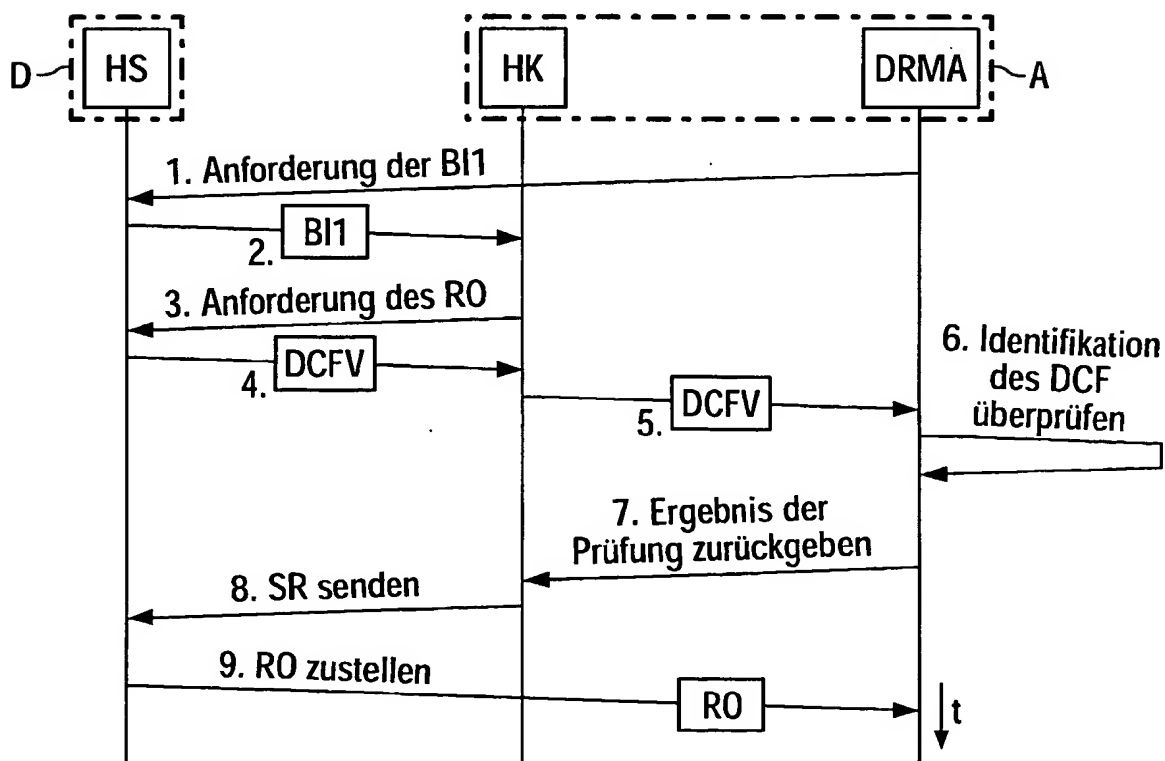 D
HS
HK
DRMA
A
1. Anforderung der BI1
2.
BI1
3. Anforderung des RO
4.
DCFV
5.
DCFV
6. Identifikation
des DCF
überprüfen
7. Ergebnis der
Prüfung zurückgeben
8. SR senden
9. RO zustellen
RO
t